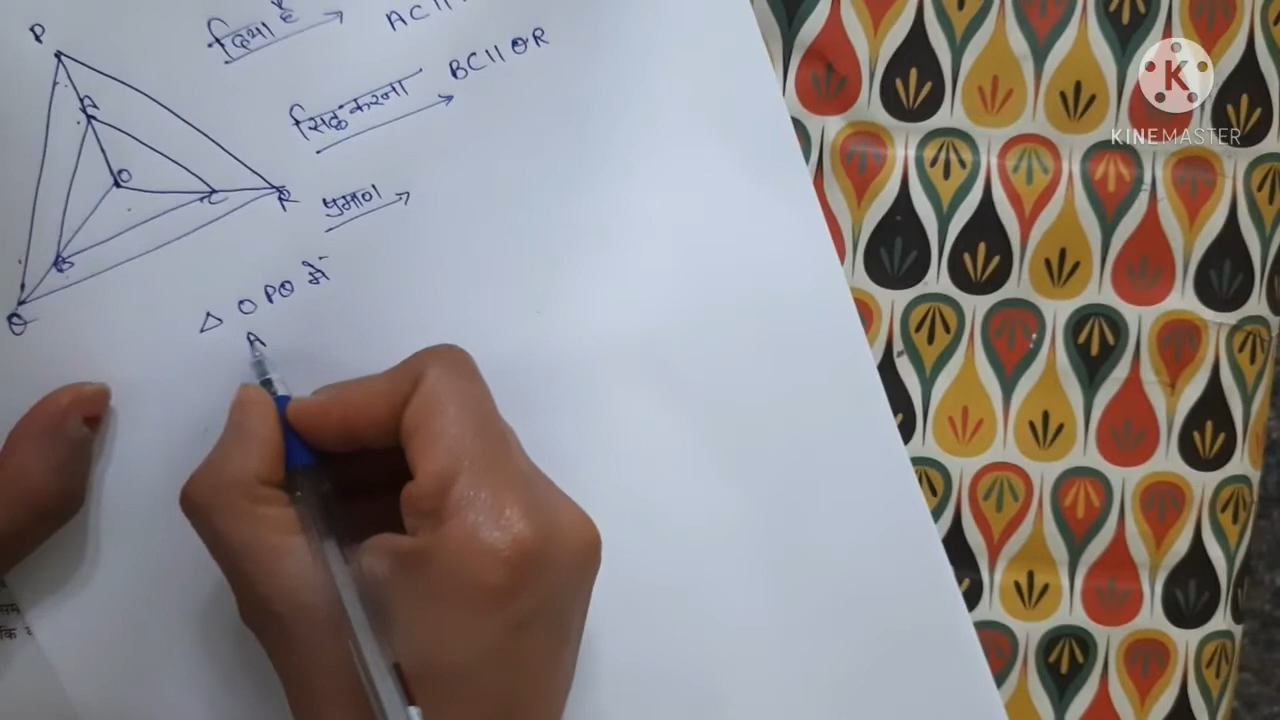 P
दिया है → AC ||
BC || QR
सिद्ध करना →
A
O
C R
प्रमाण →
B
Q
△ OPQ में
A
K
KINEMASTER